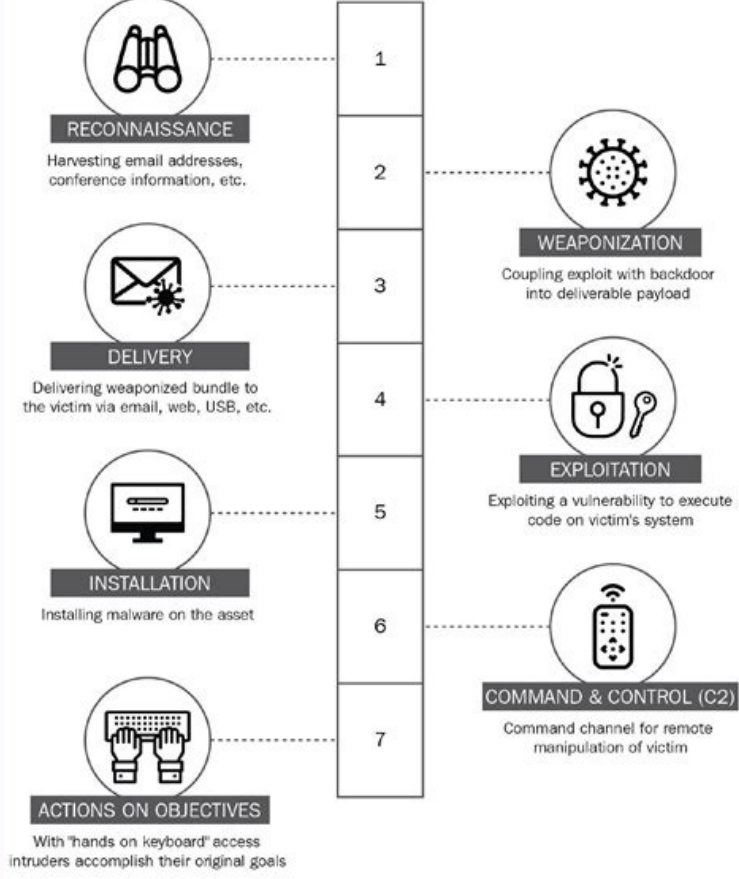 1
RECONNAISSANCE
Harvesting email addresses,
conference information, etc.
2
WEAPONIZATION
Coupling exploit with backdoor
into deliverable payload
3
DELIVERY
Delivering weaponized bundle to
the victim via email, web, USB, etc.
4
EXPLOITATION
Exploiting a vulnerability to execute
code on victim's system
5
INSTALLATION
Installing malware on the asset
6
COMMAND & CONTROL (C2)
Command channel for remote
manipulation of victim
7
ACTIONS ON OBJECTIVES
With "hands on keyboard" access
intruders accomplish their original goals